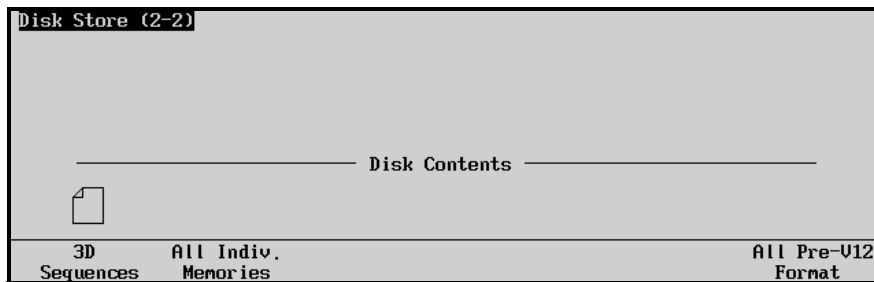 Disk Store (2-2)
Disk Contents
3D All Indiv. All Pre-V12
Sequences Memories Format